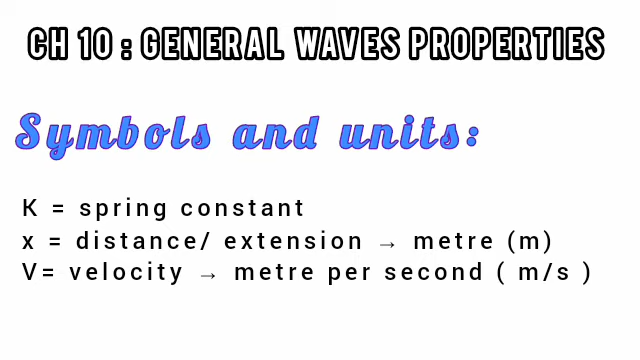 CH 10 : GENERAL WAVES PROPERTIES
Symbols and units:
K = spring constant
x = distance/ extension → metre (m)
V= velocity → metre per second ( m/s )